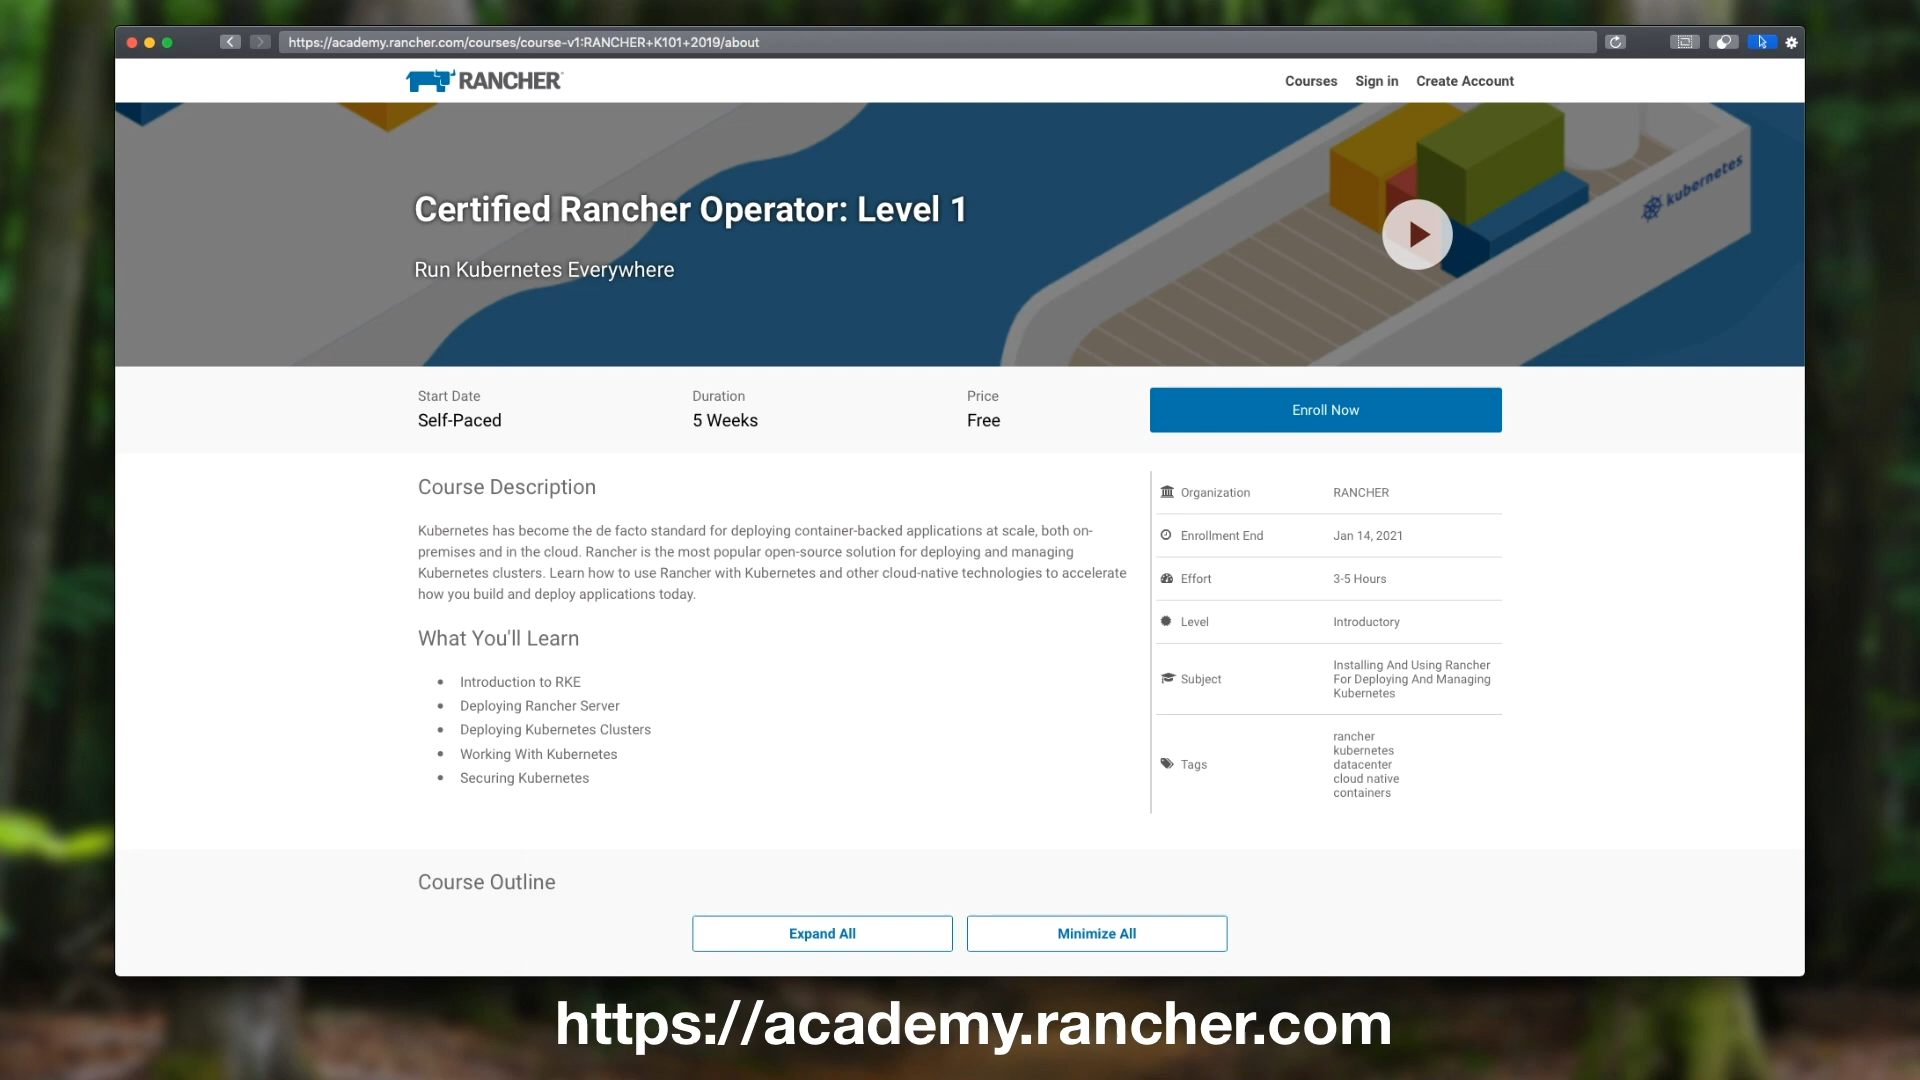 https://academy.rancher.com/courses/course-v1:RANCHER+K101+2019/about
RANCHER
Courses Sign in Create Account
kubernetes
Certified Rancher Operator: Level 1
Run Kubernetes Everywhere
Start Date
Self-Paced
Duration
5 Weeks
Price
Free
Enroll Now
Course Description
Kubernetes has become the de facto standard for deploying container-backed applications at scale, both on-
premises and in the cloud. Rancher is the most popular open-source solution for deploying and managing
Kubernetes clusters. Learn how to use Rancher with Kubernetes and other cloud-native technologies to accelerate
how you build and deploy applications today.
What You'll Learn
Introduction to RKE
Deploying Rancher Server
Deploying Kubernetes Clusters
Working With Kubernetes
Securing Kubernetes
Organization RANCHER
Enrollment End Jan 14, 2021
Effort 3-5 Hours
Level Introductory
Subject
Installing And Using Rancher
For Deploying And Managing
Kubernetes
Tags
rancher
kubernetes
datacenter
cloud native
containers
Course Outline
Expand All Minimize All
https://academy.rancher.com